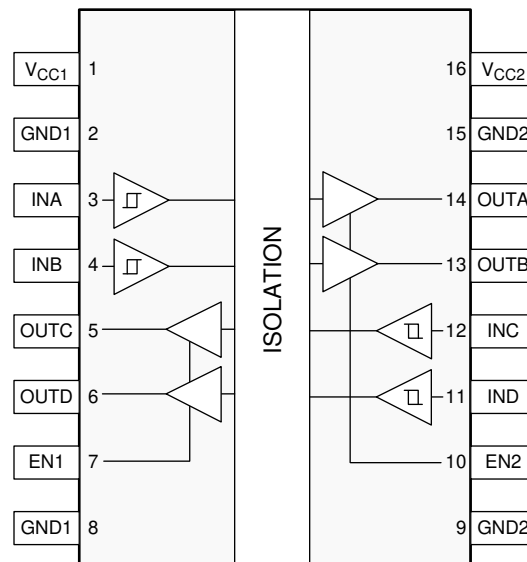 VCC1 1 16 VCC2
GND1 2 15 GND2
INA 3 14 OUTA
INB 4 13 OUTB
OUTC 5 12 INC
OUTD 6 11 IND
EN1 7 10 EN2
GND1 8 9 GND2
ISOLATION